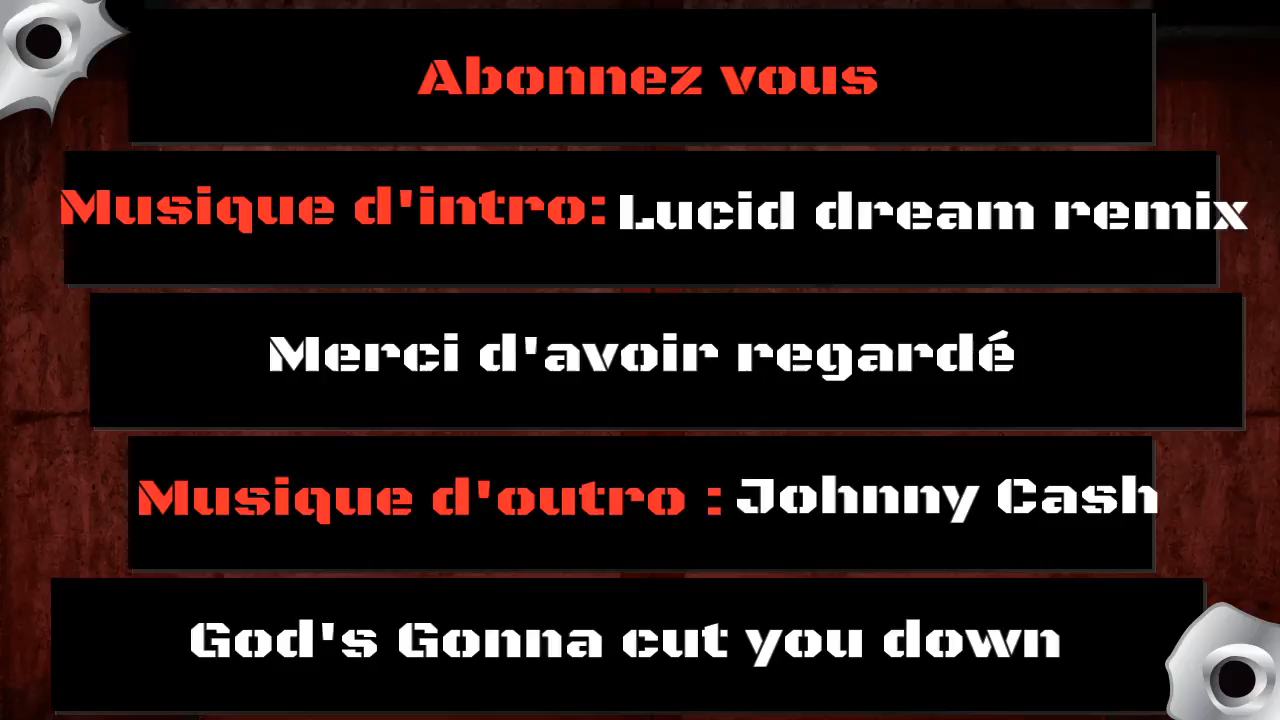 Abonnez vous
Musique d'intro: Lucid dream remix
Merci d'avoir regardé
Musique d'outro : Johnny Cash
God's Gonna cut you down